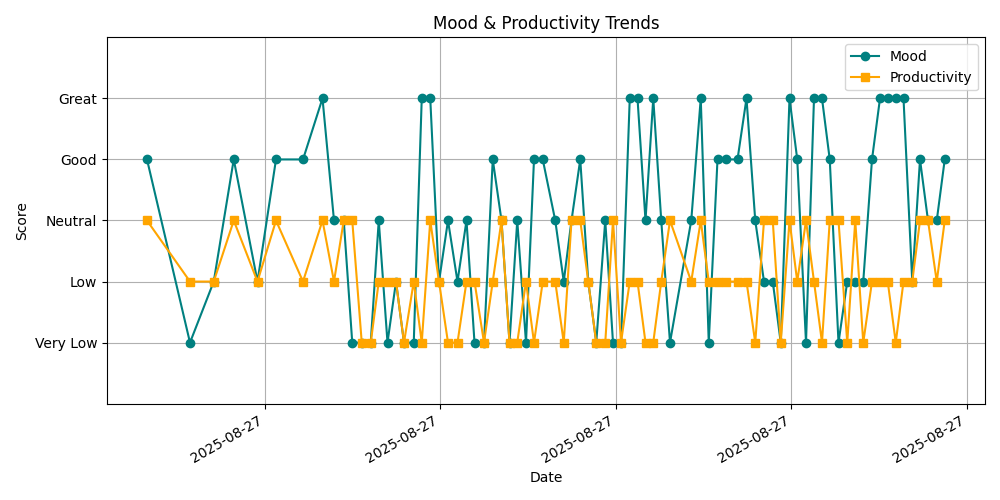 Mood & Productivity Trends
Mood
Productivity
Great
Good
Neutral
Low
Very Low
Score
2025-08-27
2025-08-27
2025-08-27
2025-08-27
2025-08-27
Date